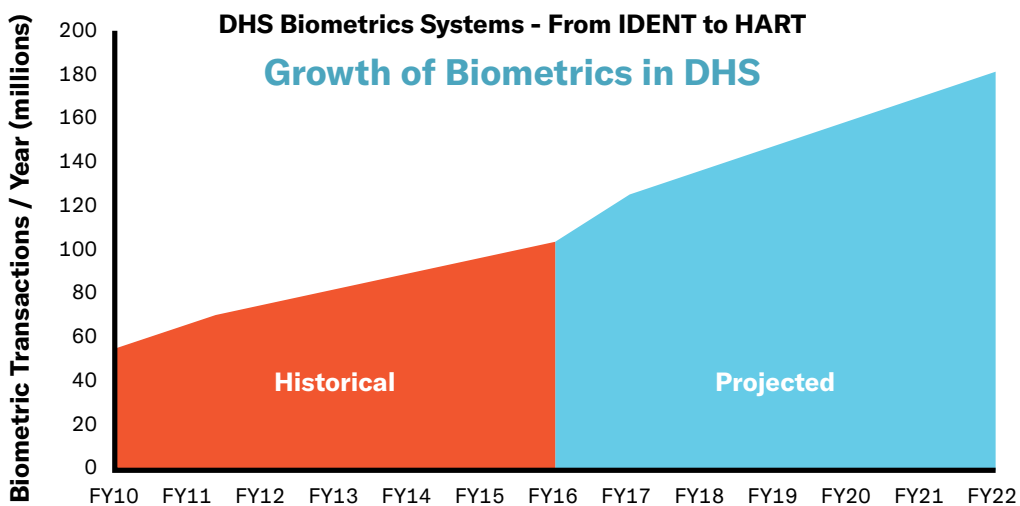 DHS Biometrics Systems - From IDENT to HART
Growth of Biometrics in DHS
Biometric Transactions / Year (millions)
200
180
160
140
120
100
80
60
40
20
0
Historical
Projected
FY10 FY11 FY12 FY13 FY14 FY15 FY16 FY17 FY18 FY19 FY20 FY21 FY22